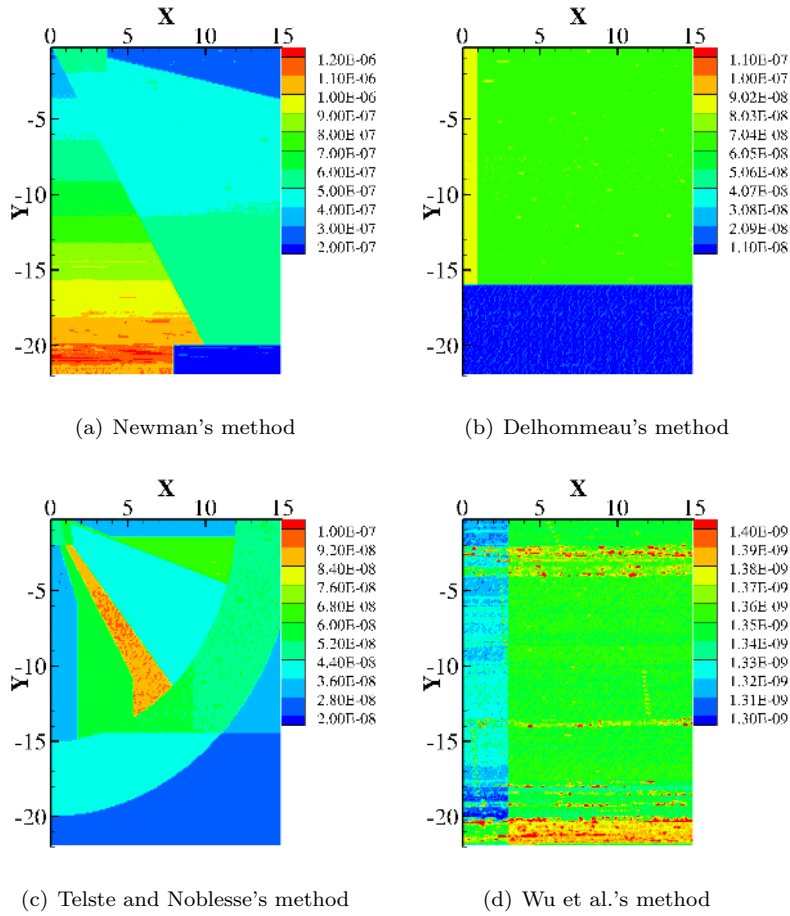 X
0 5 10 15
Y
-5
-10
-15
-20
1.20E-06
1.10E-06
1.00E-06
9.00E-07
8.00E-07
7.00E-07
6.00E-07
5.00E-07
4.00E-07
3.00E-07
2.00E-07
(a) Newman's method
X
0 5 10 15
Y
-5
-10
-15
-20
1.10E-07
1.00E-07
9.02E-08
8.03E-08
7.04E-08
6.05E-08
5.06E-08
4.07E-08
3.08E-08
2.09E-08
1.10E-08
(b) Delhommeau's method
X
0 5 10 15
Y
-5
-10
-15
-20
1.00E-07
9.20E-08
8.40E-08
7.60E-08
6.80E-08
6.00E-08
5.20E-08
4.40E-08
3.60E-08
2.80E-08
2.00E-08
(c) Telste and Noblesse's method
X
5 10 15
Y
-5
-10
-15
-20
1.40E-09
1.39E-09
1.38E-09
1.37E-09
1.36E-09
1.35E-09
1.34E-09
1.33E-09
1.32E-09
1.31E-09
1.30E-09
(d) Wu et al.'s method